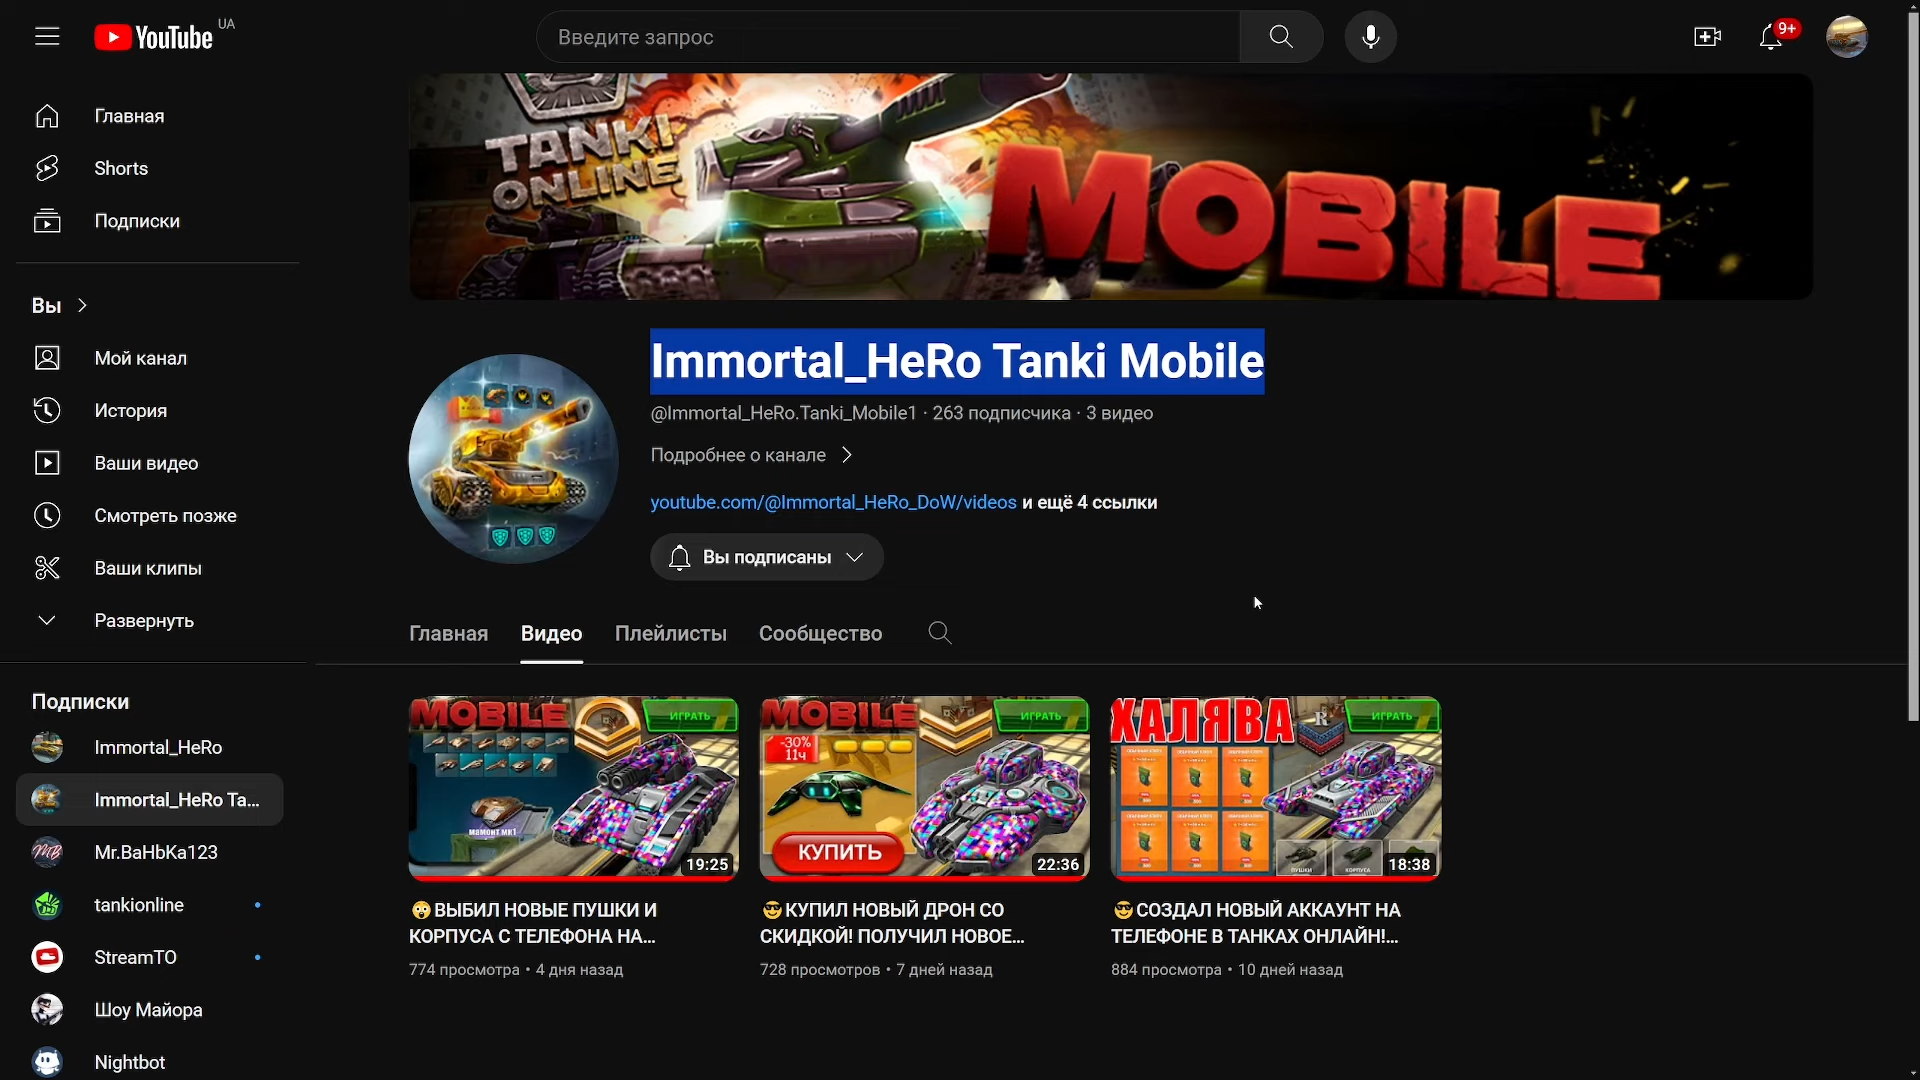 YouTube UA
Введите запрос
9+
Главная
Shorts
Подписки
Вы
Мой канал
История
Ваши видео
Смотреть позже
Ваши клипы
Развернуть
Подписки
Immortal_HeRo
Immortal_HeRo Ta...
Mr.BaHbKa123
tankionline
StreamTO
Шоу Майора
Nightbot
TANKI
ONLINE
MOBILE
Immortal_HeRo Tanki Mobile
@Immortal_HeRo.Tanki_Mobile1 · 263 подписчика · 3 видео
Подробнее о канале
youtube.com/@Immortal_HeRo_DoW/videos и ещё 4 ссылки
Вы подписаны
Главная
Видео
Плейлисты
Сообщество
MOBILE
ИГРАТЬ
МАМОНТ МК1
19:25
😲ВЫБИЛ НОВЫЕ ПУШКИ И
КОРПУСА С ТЕЛЕФОНА НА...
774 просмотра • 4 дня назад
MOBILE
ИГРАТЬ
-30%
11ч
КУПИТЬ
22:36
😎КУПИЛ НОВЫЙ ДРОН СО
СКИДКОЙ! ПОЛУЧИЛ НОВОЕ...
728 просмотров • 7 дней назад
ХАЛЯВА
R
ИГРАТЬ
ПУШКИ
КОРПУСА
18:38
😎СОЗДАЛ НОВЫЙ АККАУНТ НА
ТЕЛЕФОНЕ В ТАНКАХ ОНЛАЙН!...
884 просмотра • 10 дней назад